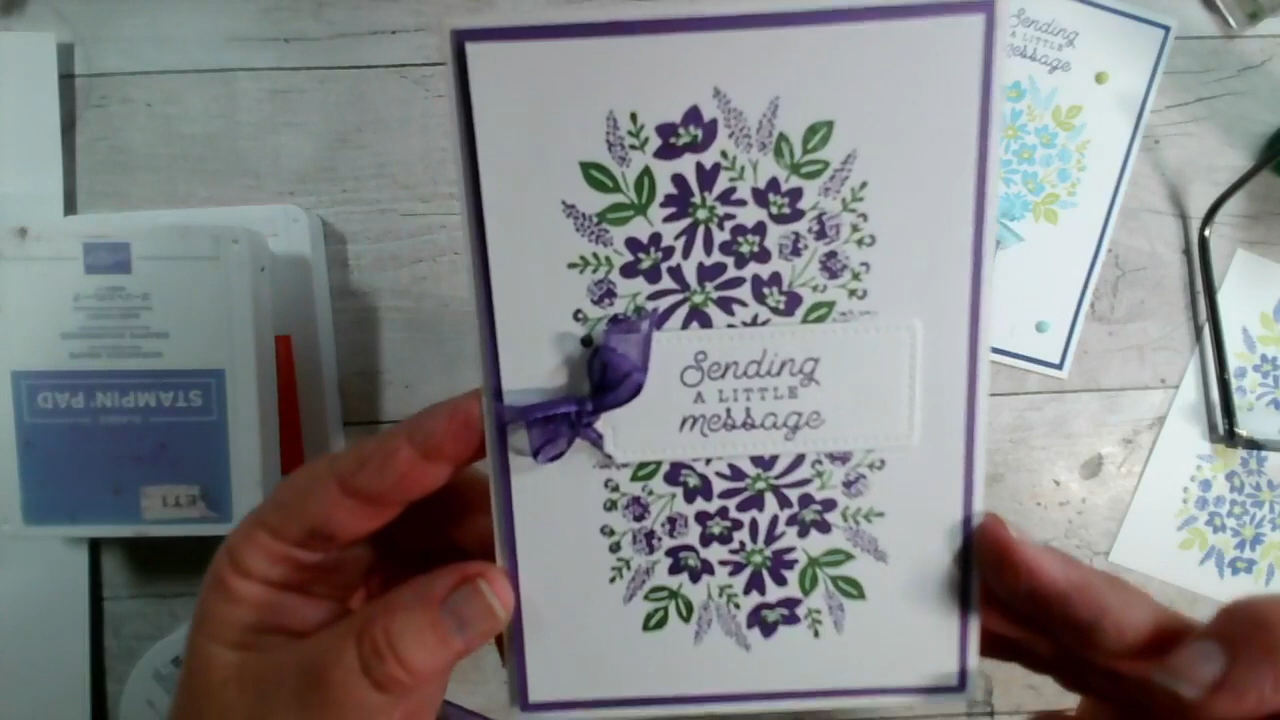 Sending
A LITTLE
message
Sending
A LITTLE
message
STAMPIN' PAD